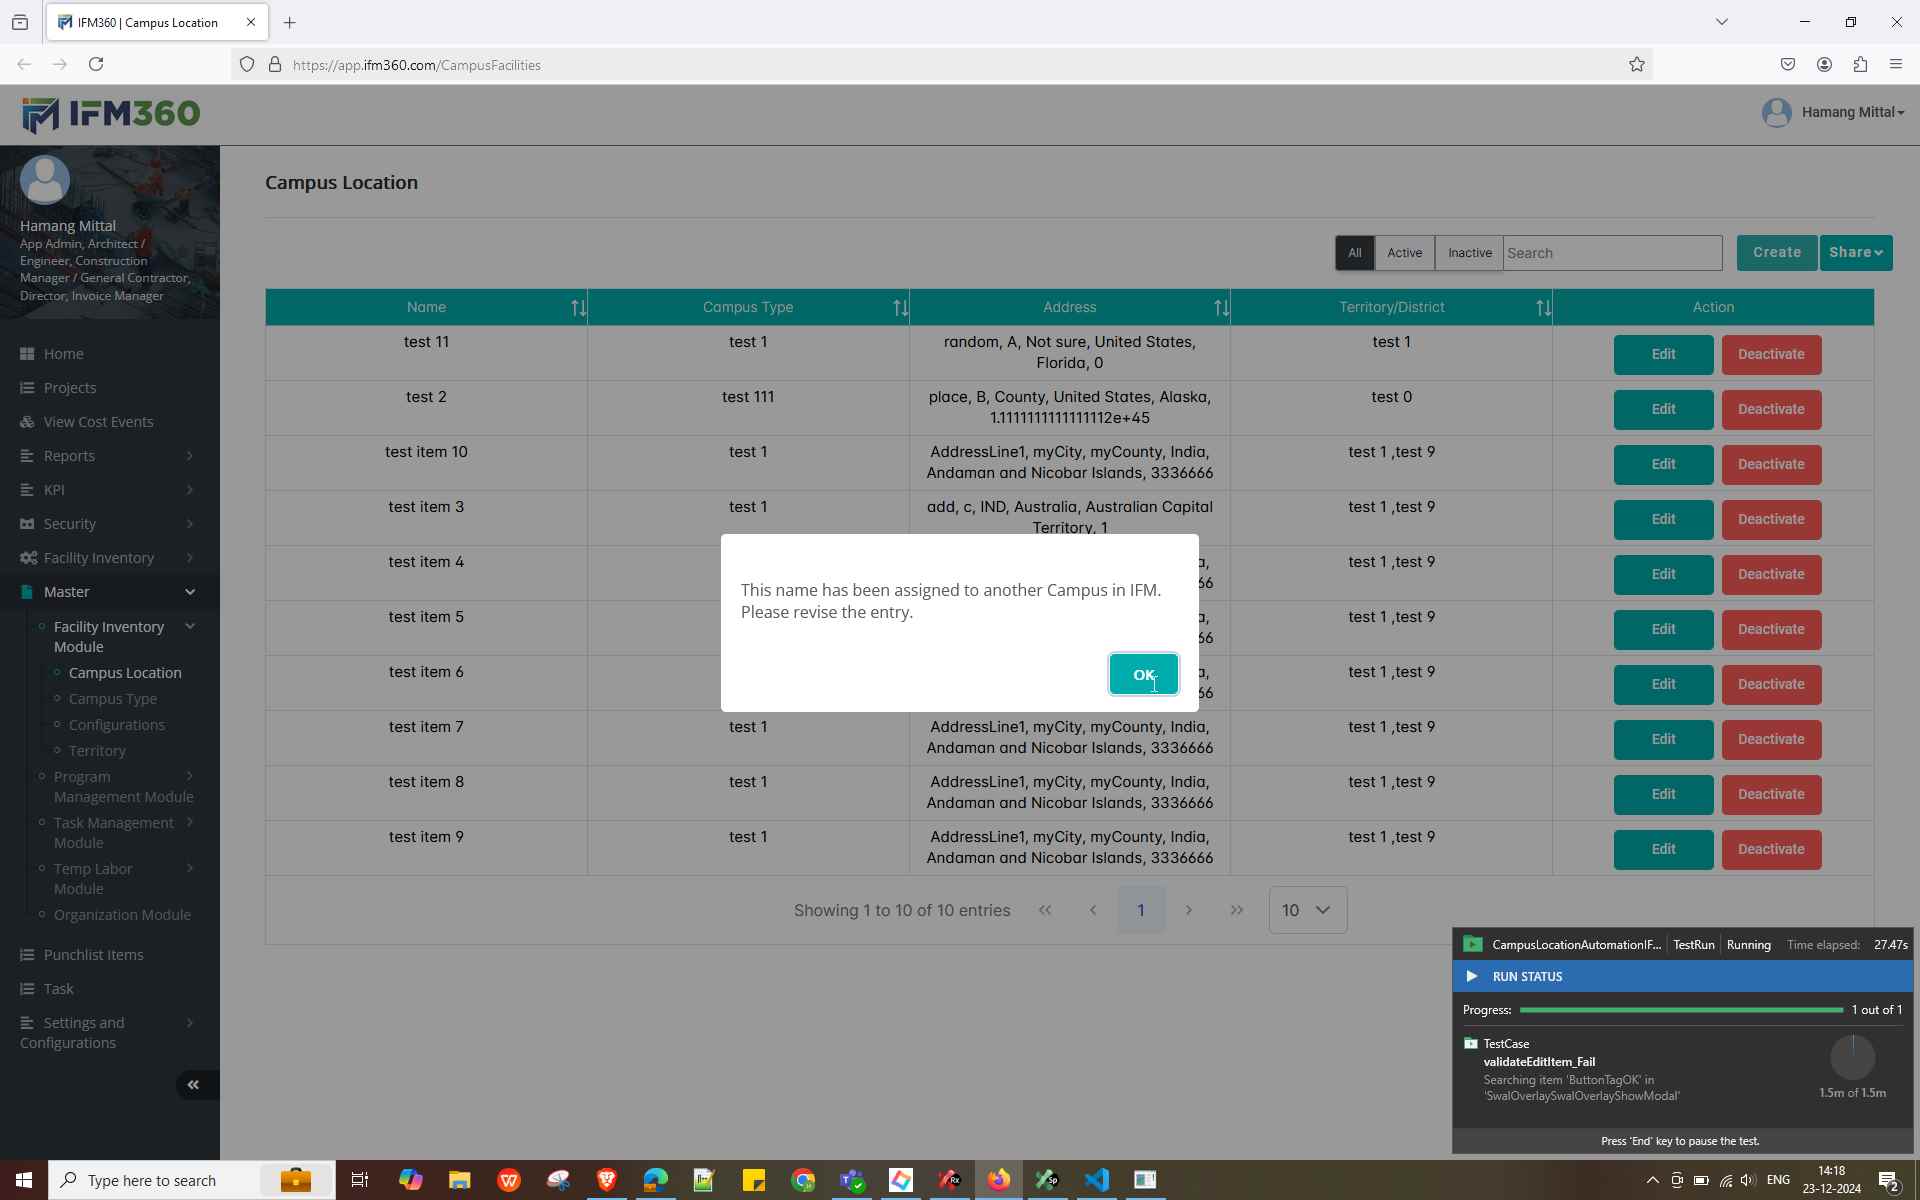 IFM360 | Campus Location
https://app.ifm360.com/CampusFacilities
IFM360
Hamang Mittal
Hamang Mittal
App Admin, Architect /
Engineer, Construction
Manager / General Contractor,
Director, Invoice Manager
Home
Projects
View Cost Events
Reports
KPI
Security
Facility Inventory
Master
Facility Inventory
Module
Campus Location
Campus Type
Configurations
Territory
Program
Management Module
Task Management
Module
Temp Labor
Module
Organization Module
Punchlist Items
Task
Settings and
Configurations
Campus Location
All Active Inactive Search Create Share
Name Campus Type Address Territory/District Action
test 11 test 1 random, A, Not sure, United States, test 1 Edit Deactivate
Florida, 0
test 2 test 111 place, B, County, United States, Alaska, test 0 Edit Deactivate
1.1111111111111112e+45
test item 10 test 1 AddressLine1, myCity, myCounty, India, test 1 ,test 9 Edit Deactivate
Andaman and Nicobar Islands, 3336666
test item 3 test 1 add, c, IND, Australia, Australian Capital test 1 ,test 9 Edit Deactivate
Territory, 1
test item 4 a, test 1 ,test 9 Edit Deactivate
66
test item 5 a, test 1 ,test 9 Edit Deactivate
66
test item 6 a, test 1 ,test 9 Edit Deactivate
66
test item 7 test 1 AddressLine1, myCity, myCounty, India, test 1 ,test 9 Edit Deactivate
Andaman and Nicobar Islands, 3336666
test item 8 test 1 AddressLine1, myCity, myCounty, India, test 1 ,test 9 Edit Deactivate
Andaman and Nicobar Islands, 3336666
test item 9 test 1 AddressLine1, myCity, myCounty, India, test 1 ,test 9 Edit Deactivate
Andaman and Nicobar Islands, 3336666
Showing 1 to 10 of 10 entries « ‹ 1 › » 10
This name has been assigned to another Campus in IFM.
Please revise the entry.
OK
CampusLocationAutomationIF... TestRun Running Time elapsed: 27.47s
RUN STATUS
Progress: 1 out of 1
TestCase
validateEditItem_Fail
Searching item 'ButtonTagOK' in
'SwalOverlaySwalOverlayShowModal'
1.5m of 1.5m
Press 'End' key to pause the test.
Type here to search
ENG
14:18
23-12-2024
2